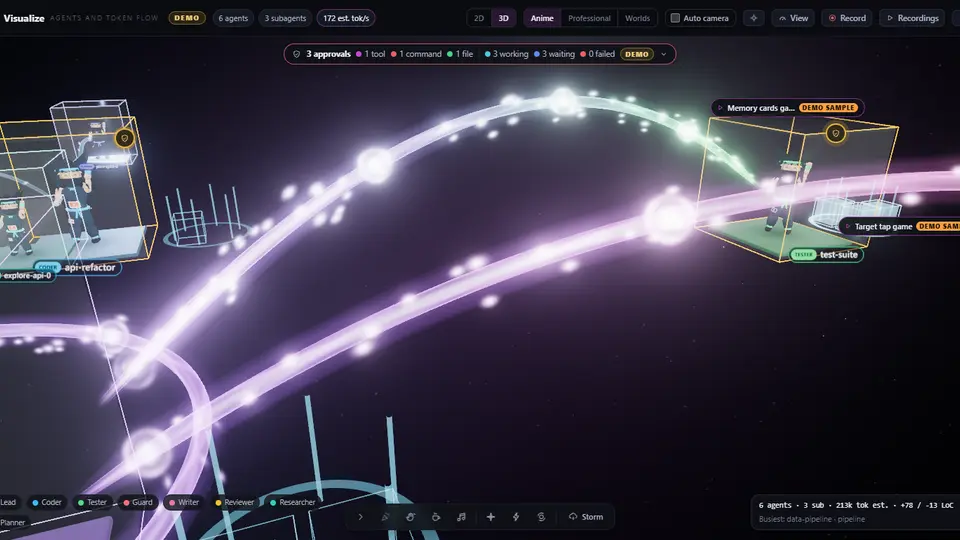 Visualize AGENTS AND TOKEN FLOW DEMO 6 agents 3 subagents 172 est. tok/s 2D 3D Anime Professional Worlds Auto camera View Record Recordings
3 approvals 1 tool 1 command 1 file 3 working 3 waiting 0 failed DEMO
Memory cards ga... DEMO SAMPLE
Target tap game DEMO SAM
TESTER test-suite
CODER api-refactor
explore-api-0
Lead Coder Tester Guard Writer Reviewer Researcher
Planner
Storm
6 agents · 3 sub · 213k tok est. · +78 / -13 LoC
Busiest: data-pipeline · pipeline